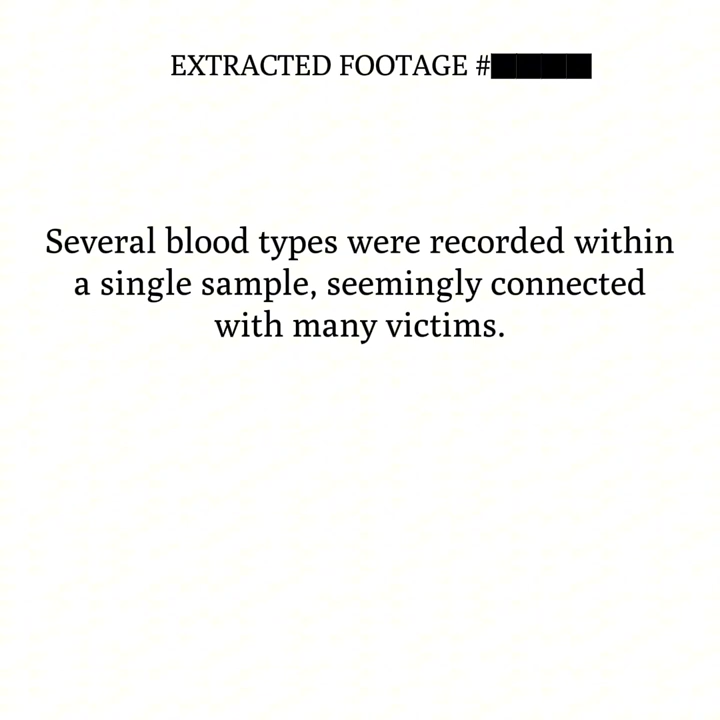 EXTRACTED FOOTAGE #
Several blood types were recorded within
a single sample, seemingly connected
with many victims.